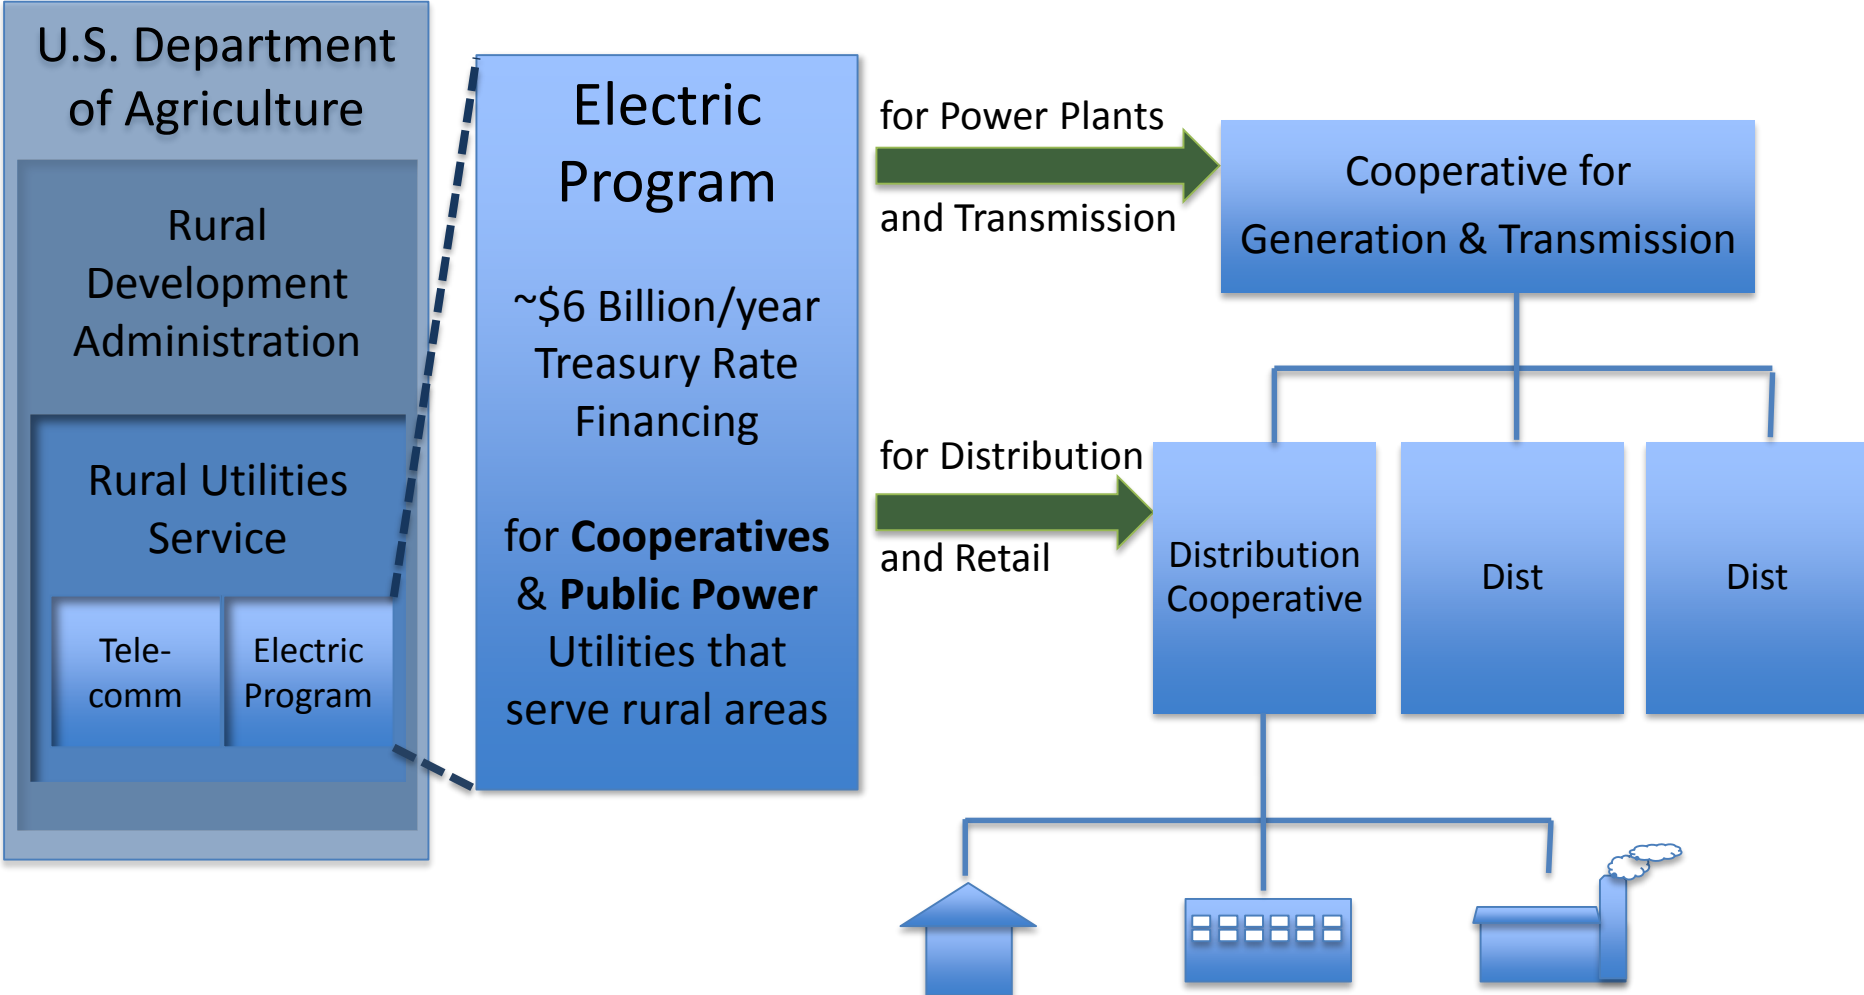 U.S. Department
of Agriculture
Rural
Development
Administration
Rural Utilities
Service
Tele-
comm
Electric
Program
Electric
Program
~$6 Billion/year
Treasury Rate
Financing
for Cooperatives
& Public Power
Utilities that
serve rural areas
for Power Plants
and Transmission
for Distribution
and Retail
Cooperative for
Generation & Transmission
Distribution
Cooperative
Dist
Dist